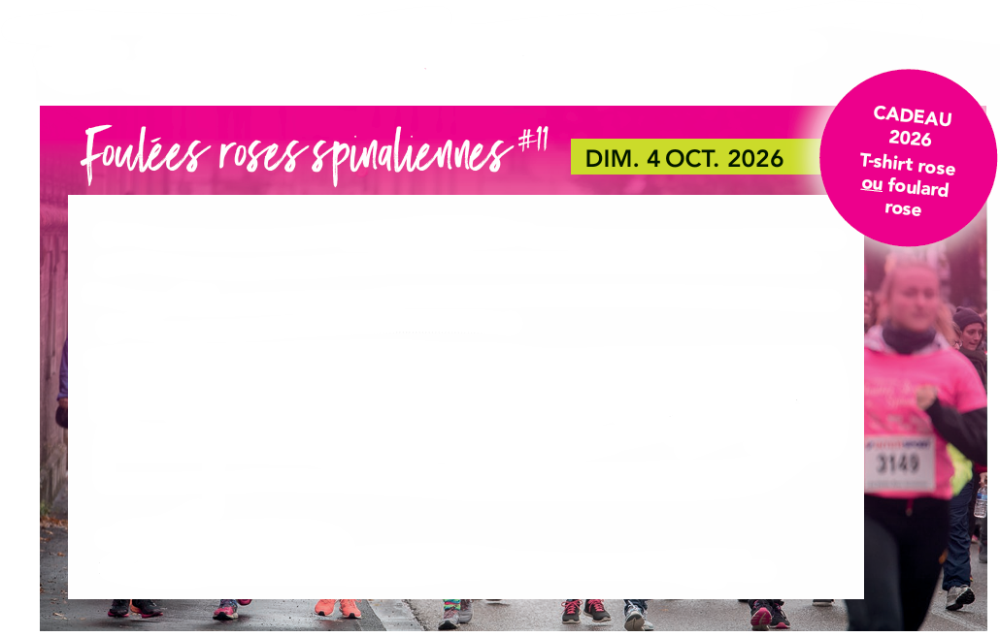 Foulées roses spinaliennes #11
DIM. 4 OCT. 2026
CADEAU
2026
T-shirt rose
ou foulard
rose
3149